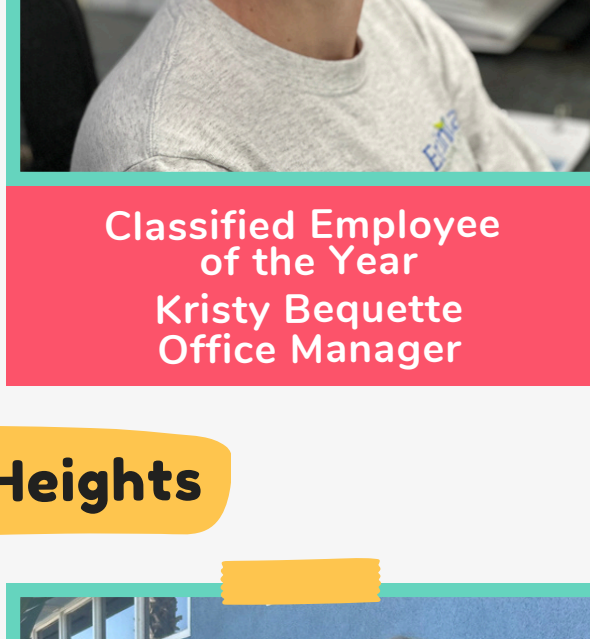 Classified Employee
of the Year
Kristy Bequette
Office Manager
Heights